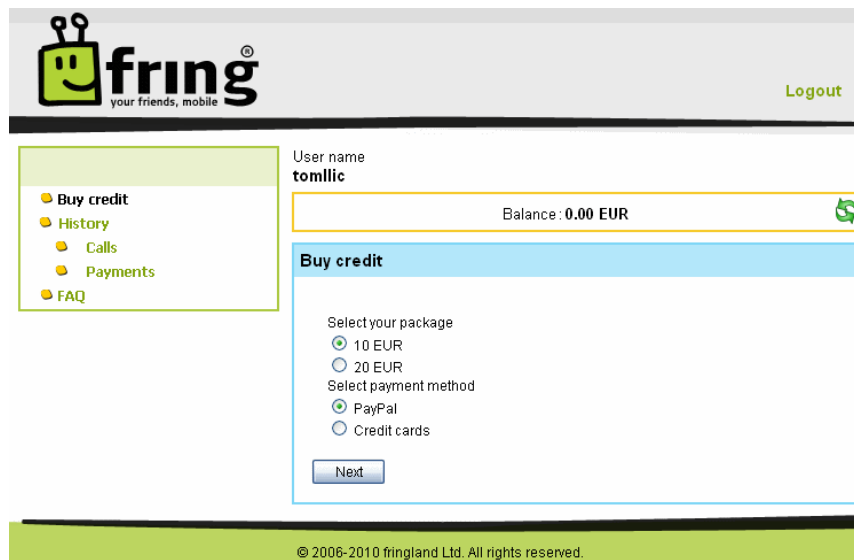 fring®
your friends, mobile
Logout
User name
tomllic
Balance: 0.00 EUR
Buy credit
History
Calls
Payments
FAQ
Buy credit
Select your package
10 EUR
20 EUR
Select payment method
PayPal
Credit cards
Next
© 2006-2010 fringland Ltd. All rights reserved.